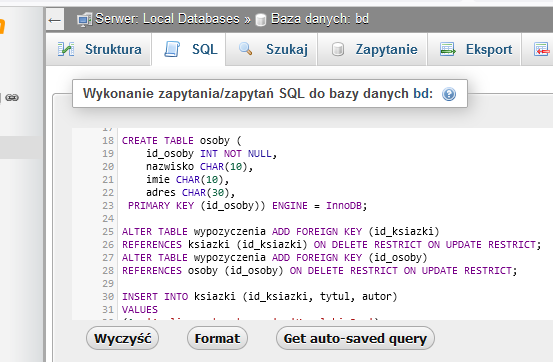 Serwer: Local Databases » Baza danych: bd
Struktura SQL Szukaj Zapytanie Eksport
Wykonanie zapytania/zapytań SQL do bazy danych bd:
17
18 CREATE TABLE osoby (
19 id_osoby INT NOT NULL,
20 nazwisko CHAR(10),
21 imie CHAR(10),
22 adres CHAR(30),
23 PRIMARY KEY (id_osoby)) ENGINE = InnoDB;
24
25 ALTER TABLE wypozyczenia ADD FOREIGN KEY (id_ksiazki)
26 REFERENCES ksiazki (id_ksiazki) ON DELETE RESTRICT ON UPDATE RESTRICT;
27 ALTER TABLE wypozyczenia ADD FOREIGN KEY (id_osoby)
28 REFERENCES osoby (id_osoby) ON DELETE RESTRICT ON UPDATE RESTRICT;
29
30 INSERT INTO ksiazki (id_ksiazki, tytul, autor)
31 VALUES
Wyczyść Format Get auto-saved query